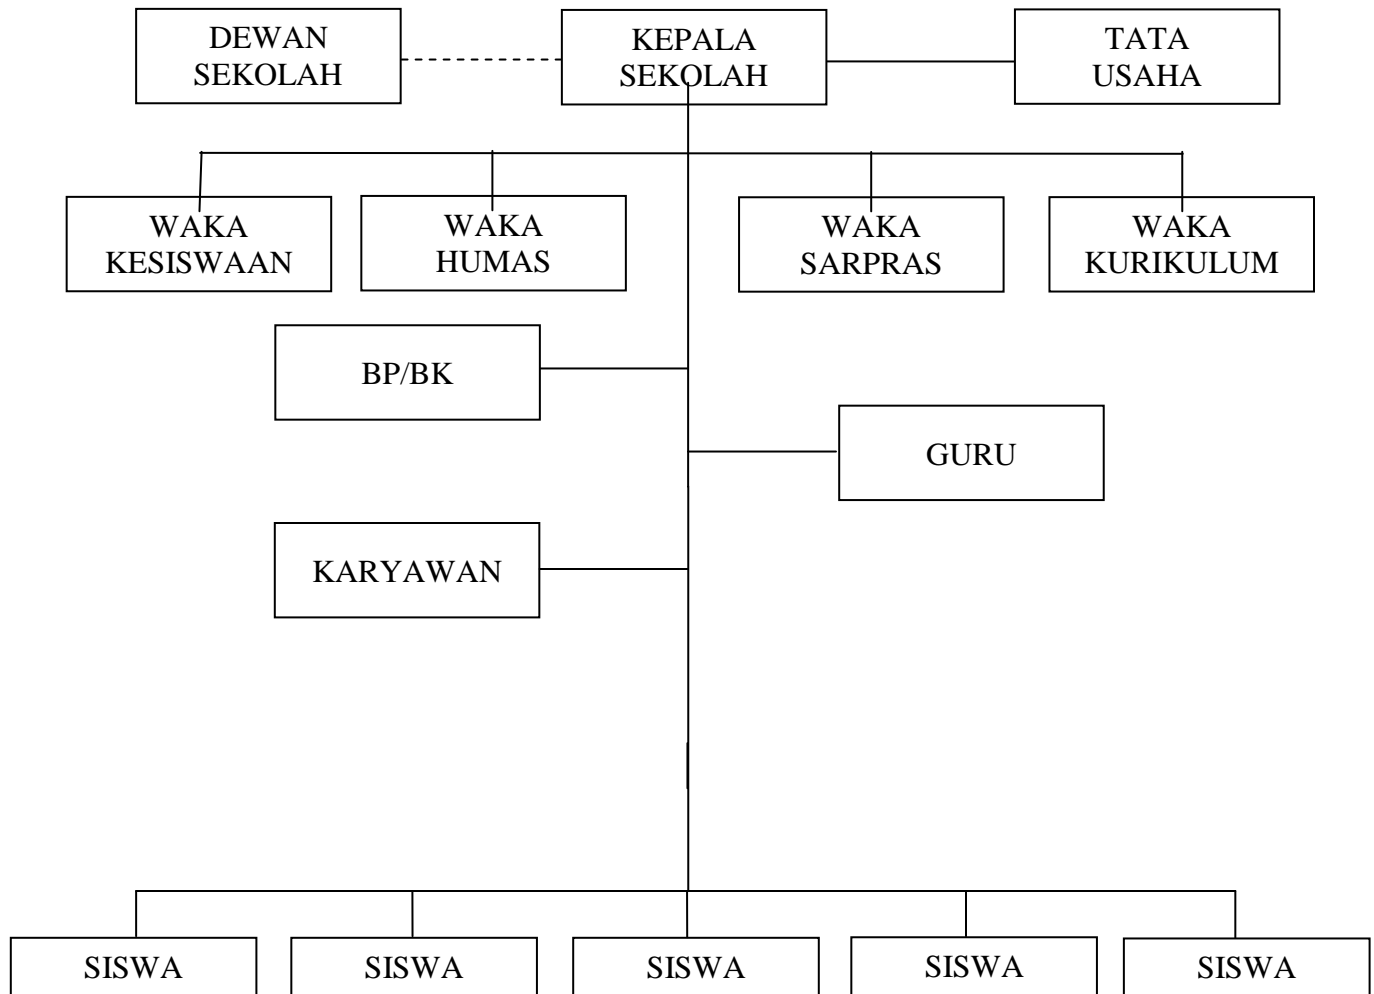 DEWAN
SEKOLAH
KEPALA
SEKOLAH
TATA
USAHA
WAKA
KESISWAAN
WAKA
HUMAS
WAKA
SARPRAS
WAKA
KURIKULUM
BP/BK
GURU
KARYAWAN
SISWA
SISWA
SISWA
SISWA
SISWA